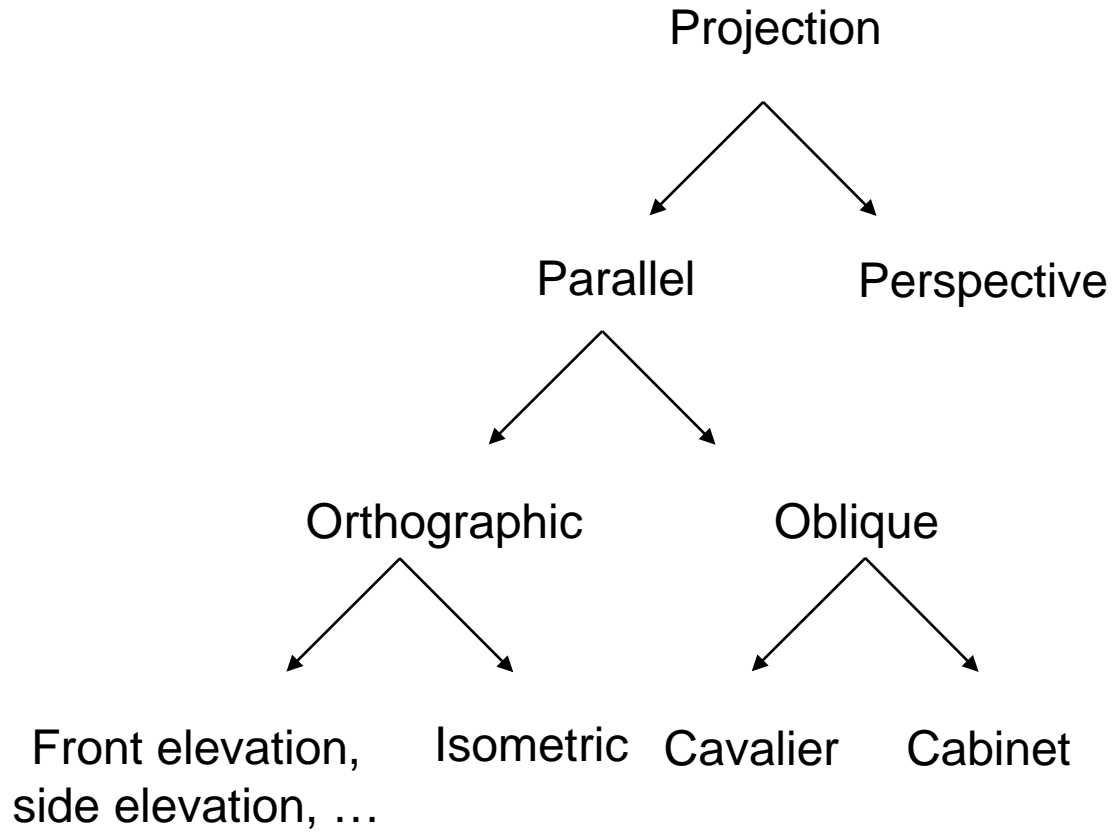 Projection
Parallel
Perspective
Orthographic
Oblique
Front elevation,
side elevation, …
Isometric
Cavalier
Cabinet